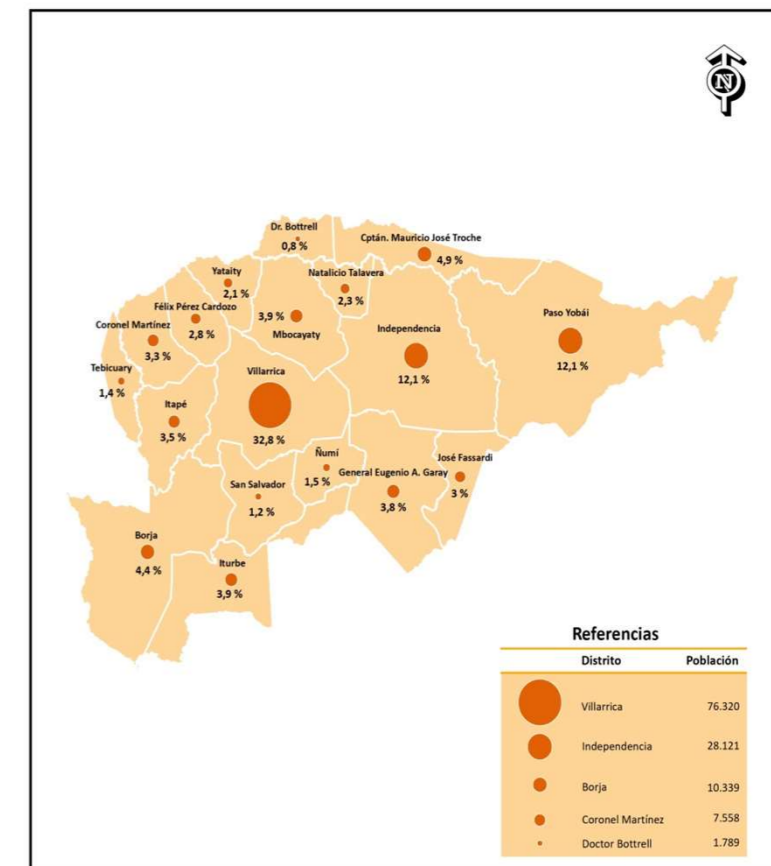 N
Dr. Bottrell
0,8 %
Cptán. Mauricio José Troche
4,9 %
Yataity
2,1 %
Natalicio Talavera
2,3 %
Félix Pérez Cardozo
2,8 %
3,9 %
Mbocayaty
Coronel Martínez
3,3 %
Independencia
12,1 %
Paso Yobái
12,1 %
Tebicuary
1,4 %
Villarrica
32,8 %
Itapé
3,5 %
Ñumí
1,5 %
José Fassardi
3 %
General Eugenio A. Garay
3,8 %
San Salvador
1,2 %
Borja
4,4 %
Iturbe
3,9 %
Referencias
Distrito Población
Villarrica 76.320
Independencia 28.121
Borja 10.339
Coronel Martínez 7.558
Doctor Bottrell 1.789